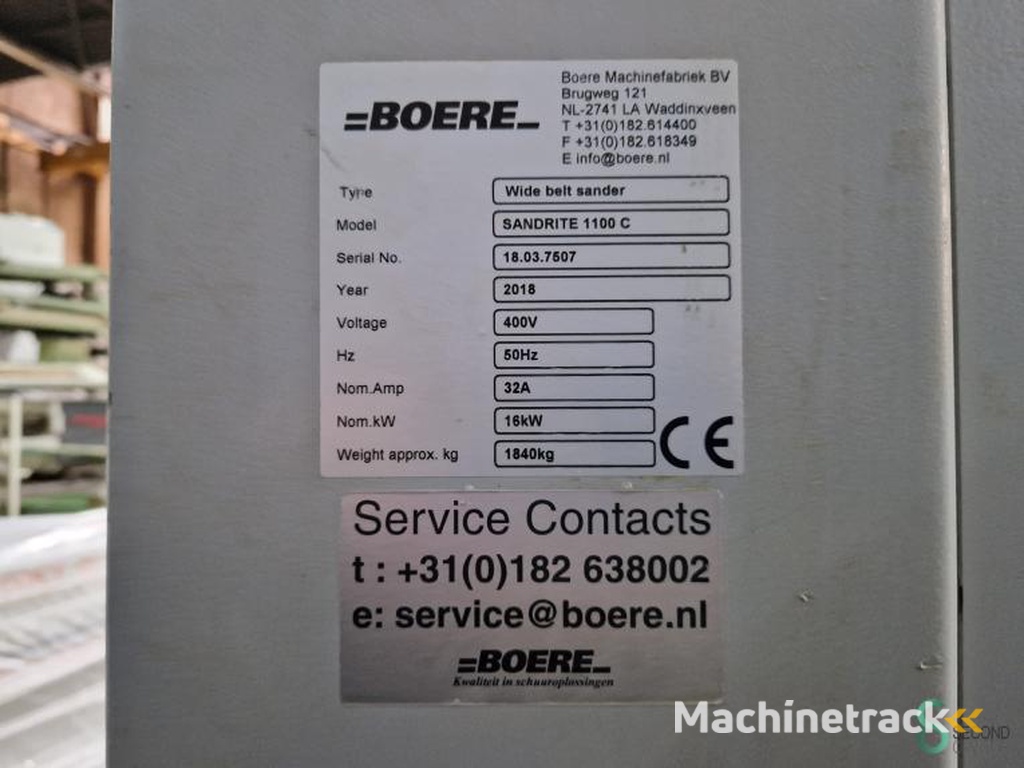 =BOERE_
Boere Machinefabriek BV
Brugweg 121
NL-2741 LA Waddinxveen
T +31(0)182.614400
F +31(0)182.618349
E info@boere.nl
Type Wide belt sander
Model SANDRITE 1100 C
Serial No. 18.03.7507
Year 2018
Voltage 400V
Hz 50Hz
Nom.Amp 32A
Nom.kW 16kW
Weight approx. kg 1840kg
CE
Service Contacts
t : +31(0)182 638002
e: service@boere.nl
=BOERE_
Kwaliteit in schuuroplossingen
Machinetrack
SECOND